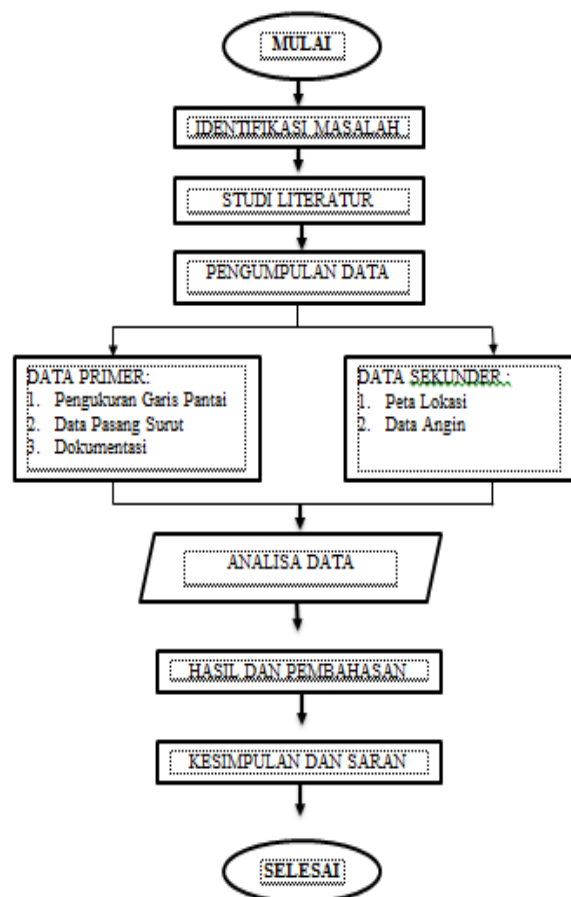 MULAI
IDENTIFIKASI MASALAH
STUDI LITERATUR
PENGUMPULAN DATA
DATA PRIMER:
1. Pengukuran Garis Pantai
2. Data Pasang Surut
3. Dokumentasi
DATA SEKUNDER :
1. Peta Lokasi
2. Data Angin
ANALISA DATA
HASIL DAN PEMBAHASAN
KESIMPULAN DAN SARAN
SELESAI